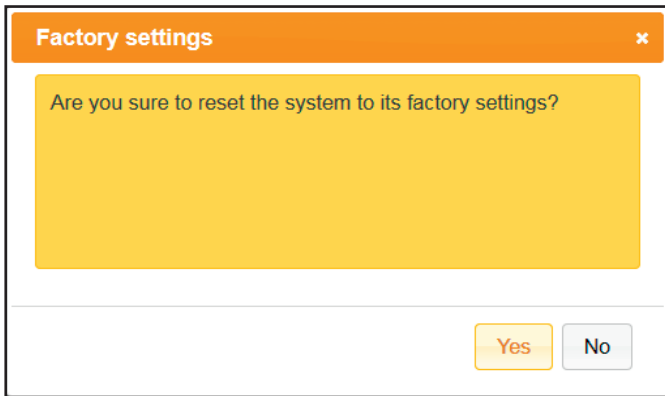 Factory settings
Are you sure to reset the system to its factory settings?
Yes No